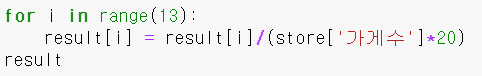 for i in range(13):
    result[i] = result[i]/(store['가게수']*20)
result